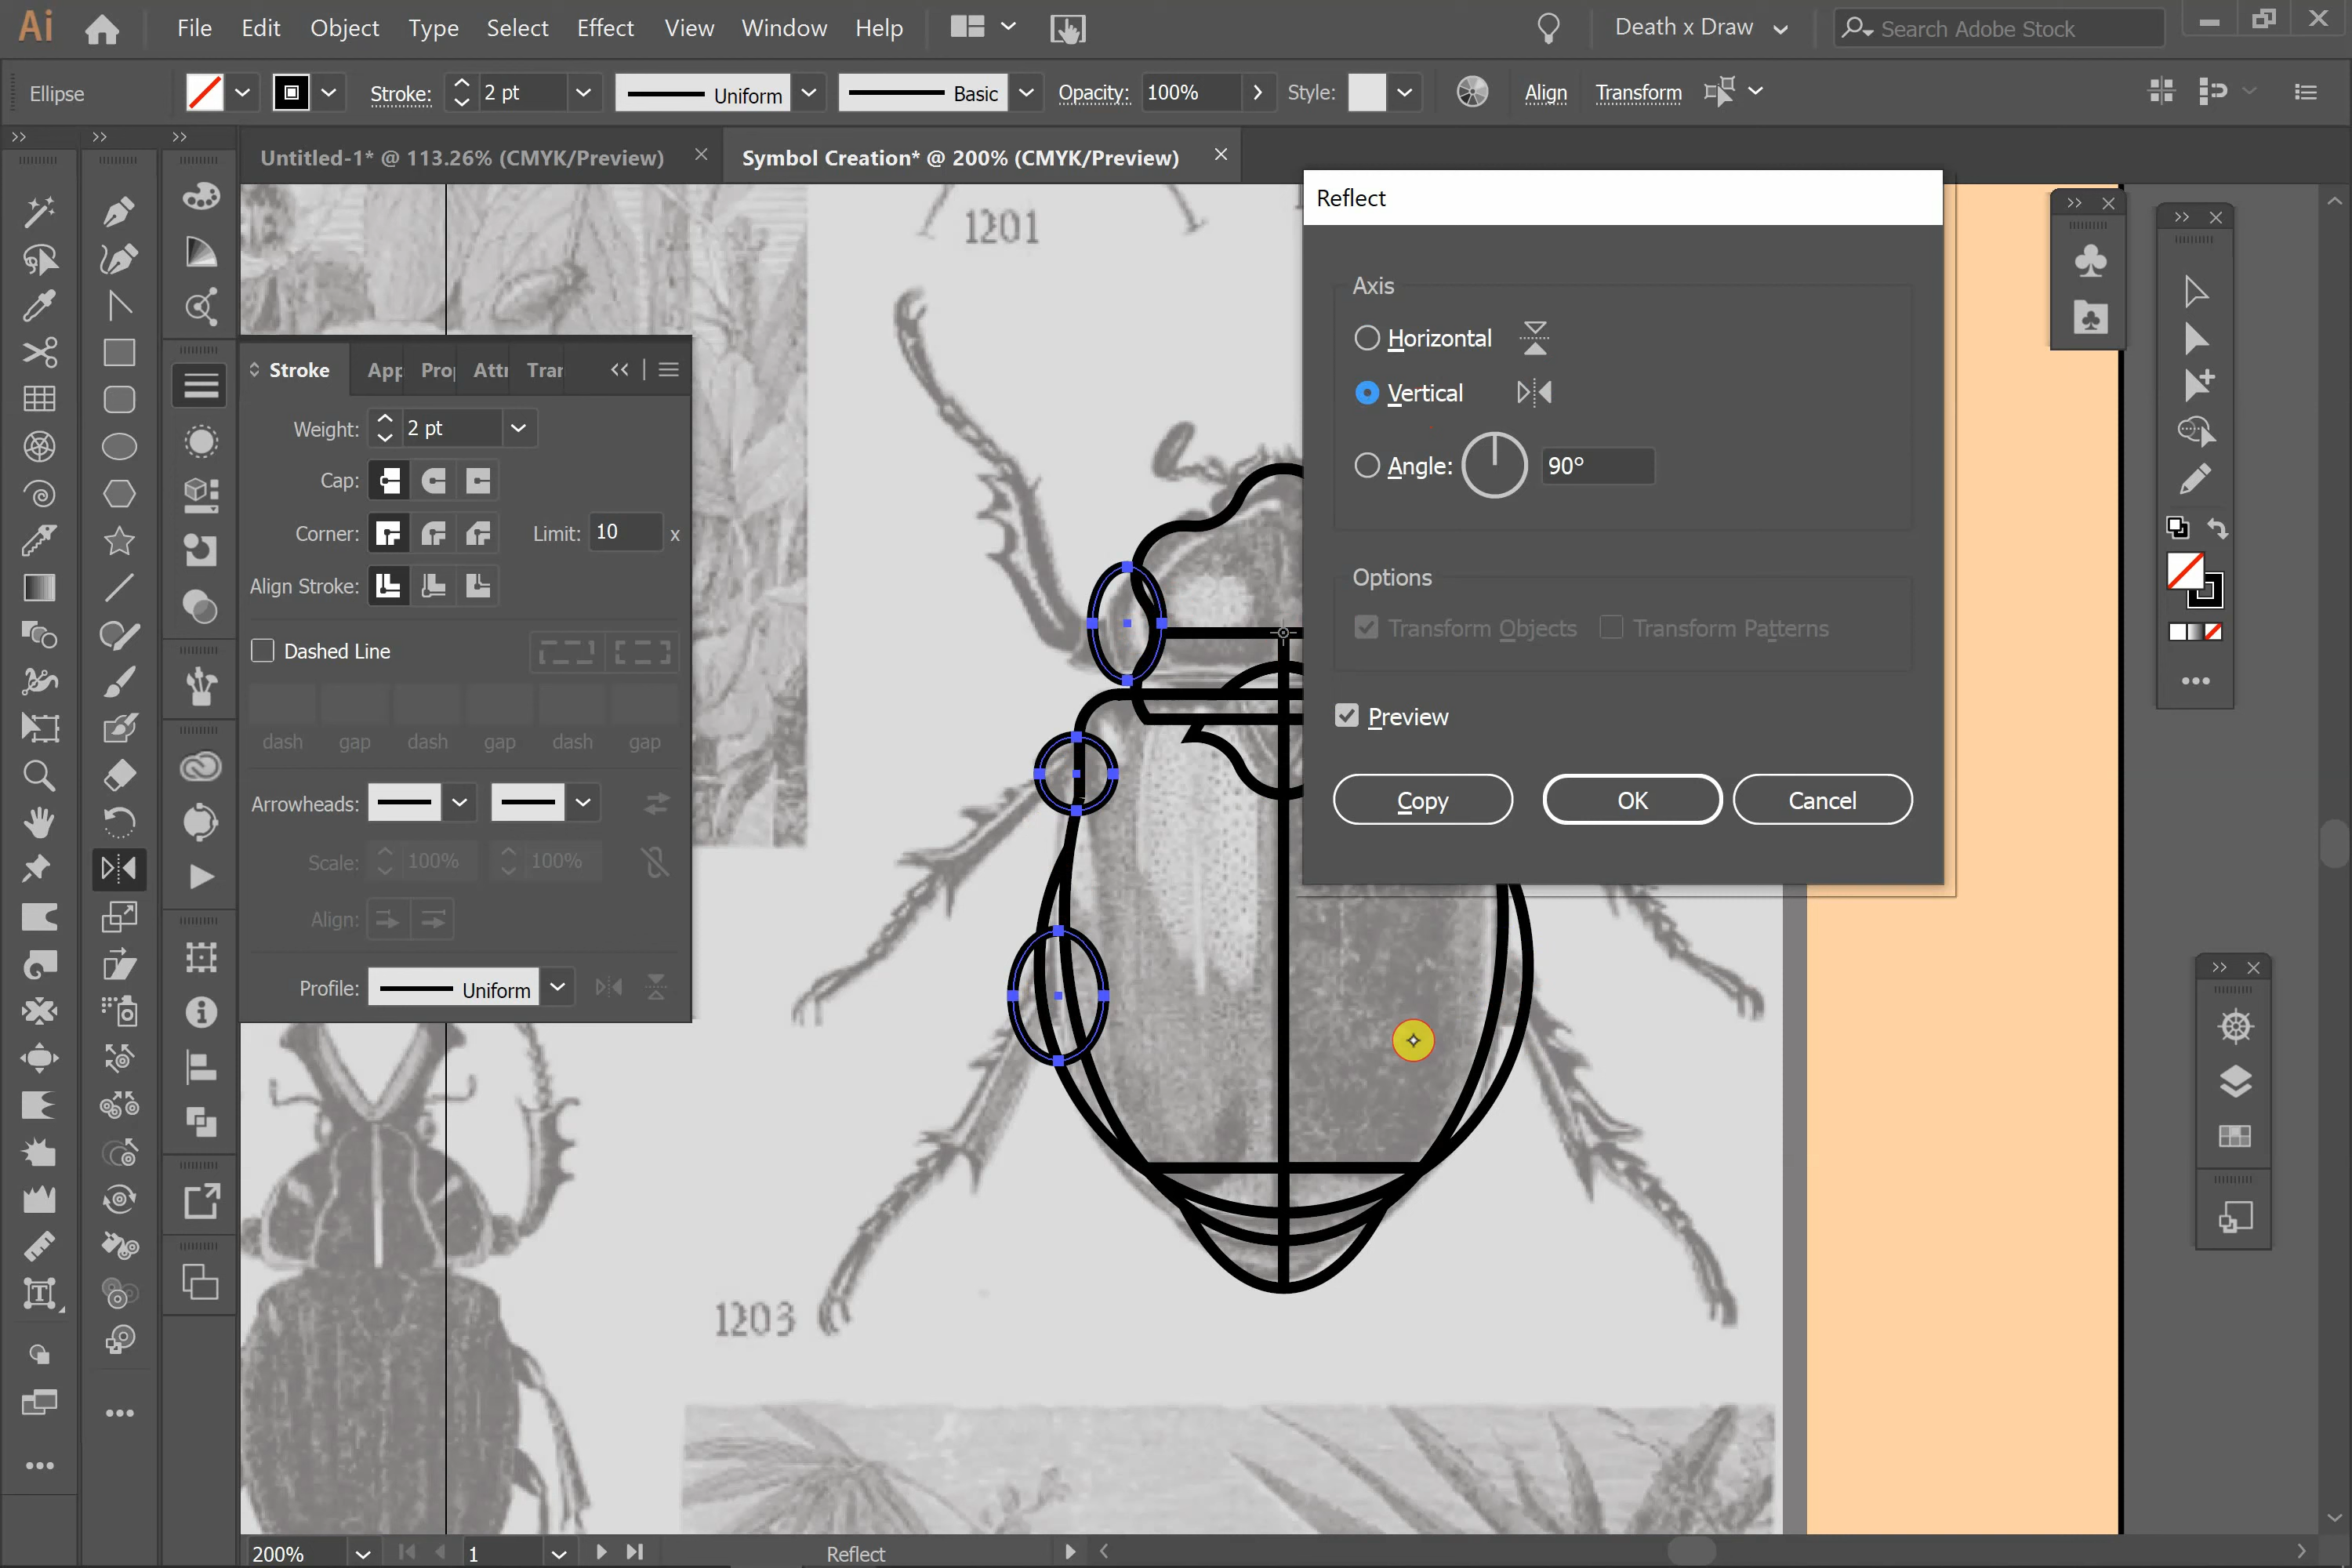 Ai File Edit Object Type Select Effect View Window Help Death x Draw Search Adobe Stock
Ellipse Stroke: 2 pt Uniform Basic Opacity: 100% Style: Align Transform
Untitled-1* @ 113.26% (CMYK/Preview) Symbol Creation* @ 200% (CMYK/Preview)
1201
Reflect
Axis
Horizontal
Vertical
Angle: 90°
Options
Transform Objects Transform Patterns
Preview
Copy OK Cancel
Stroke App Pro Attr Trar
Weight: 2 pt
Cap:
Corner: Limit: 10 x
Align Stroke:
Dashed Line
dash gap dash gap dash gap
Arrowheads:
Scale: 100% 100%
Align:
Profile: Uniform
1203
200% 1 Reflect